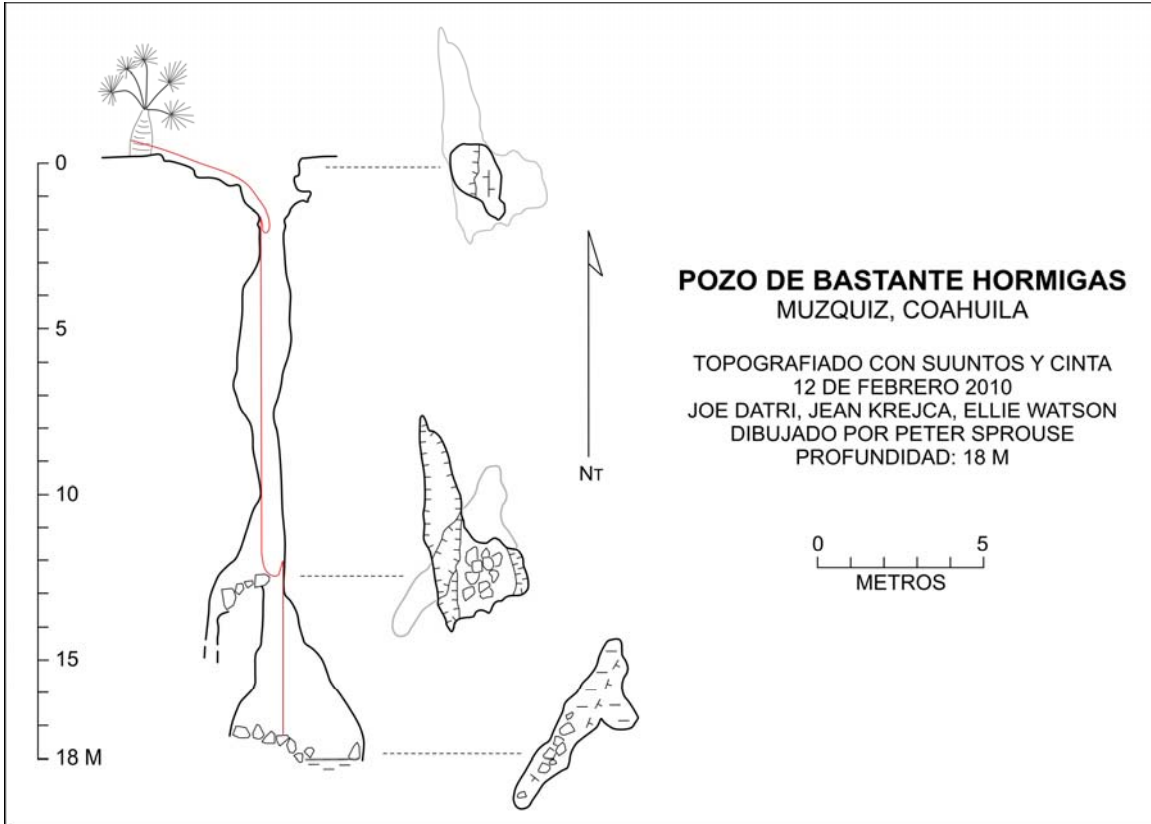 0
5
10
15
18 M
NT
POZO DE BASTANTE HORMIGAS
MUZQUIZ, COAHUILA
TOPOGRAFIADO CON SUUNTOS Y CINTA
12 DE FEBRERO 2010
JOE DATRI, JEAN KREJCA, ELLIE WATSON
DIBUJADO POR PETER SPROUSE
PROFUNDIDAD: 18 M
0 5
METROS